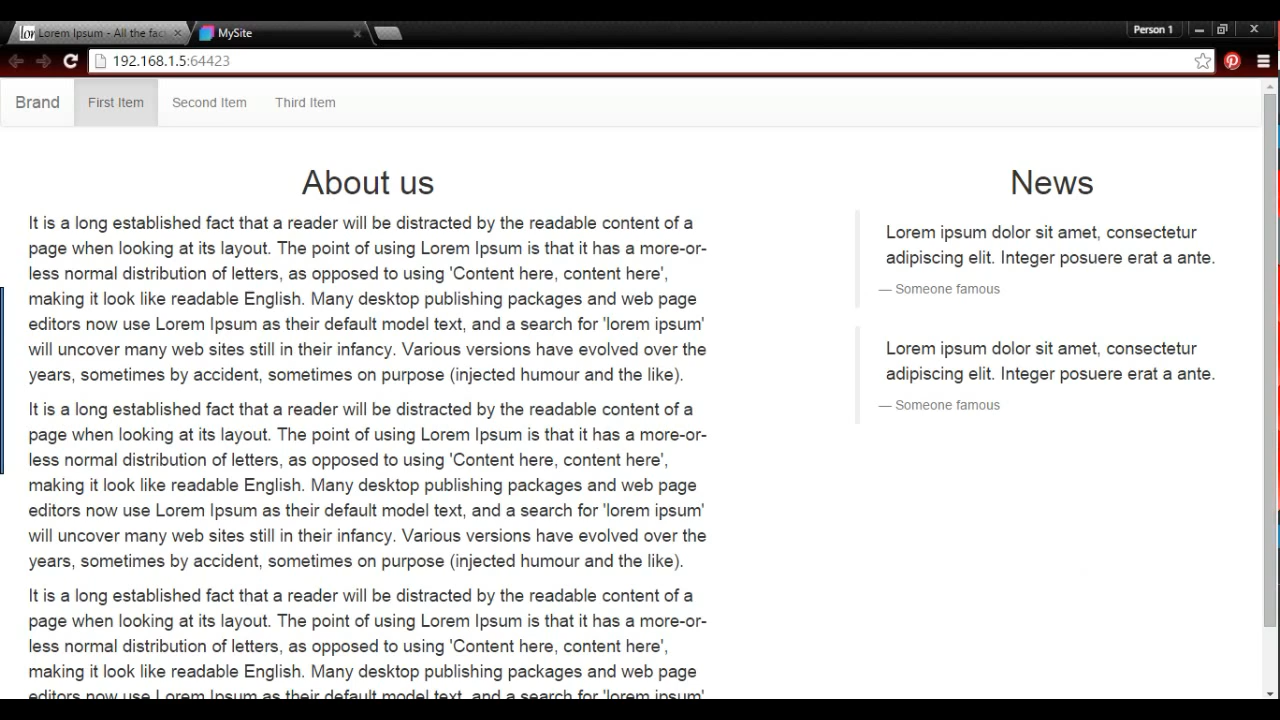 lor Lorem Ipsum - All the fac
MySite
Person 1
192.168.1.5:64423
Brand
First Item
Second Item
Third Item
About us
It is a long established fact that a reader will be distracted by the readable content of a
page when looking at its layout. The point of using Lorem Ipsum is that it has a more-or-
less normal distribution of letters, as opposed to using 'Content here, content here',
making it look like readable English. Many desktop publishing packages and web page
editors now use Lorem Ipsum as their default model text, and a search for 'lorem ipsum'
will uncover many web sites still in their infancy. Various versions have evolved over the
years, sometimes by accident, sometimes on purpose (injected humour and the like).
It is a long established fact that a reader will be distracted by the readable content of a
page when looking at its layout. The point of using Lorem Ipsum is that it has a more-or-
less normal distribution of letters, as opposed to using 'Content here, content here',
making it look like readable English. Many desktop publishing packages and web page
editors now use Lorem Ipsum as their default model text, and a search for 'lorem ipsum'
will uncover many web sites still in their infancy. Various versions have evolved over the
years, sometimes by accident, sometimes on purpose (injected humour and the like).
It is a long established fact that a reader will be distracted by the readable content of a
page when looking at its layout. The point of using Lorem Ipsum is that it has a more-or-
less normal distribution of letters, as opposed to using 'Content here, content here',
making it look like readable English. Many desktop publishing packages and web page
editors now use Lorem Ipsum as their default model text, and a search for 'lorem ipsum'
News
Lorem ipsum dolor sit amet, consectetur
adipiscing elit. Integer posuere erat a ante.
— Someone famous
Lorem ipsum dolor sit amet, consectetur
adipiscing elit. Integer posuere erat a ante.
— Someone famous